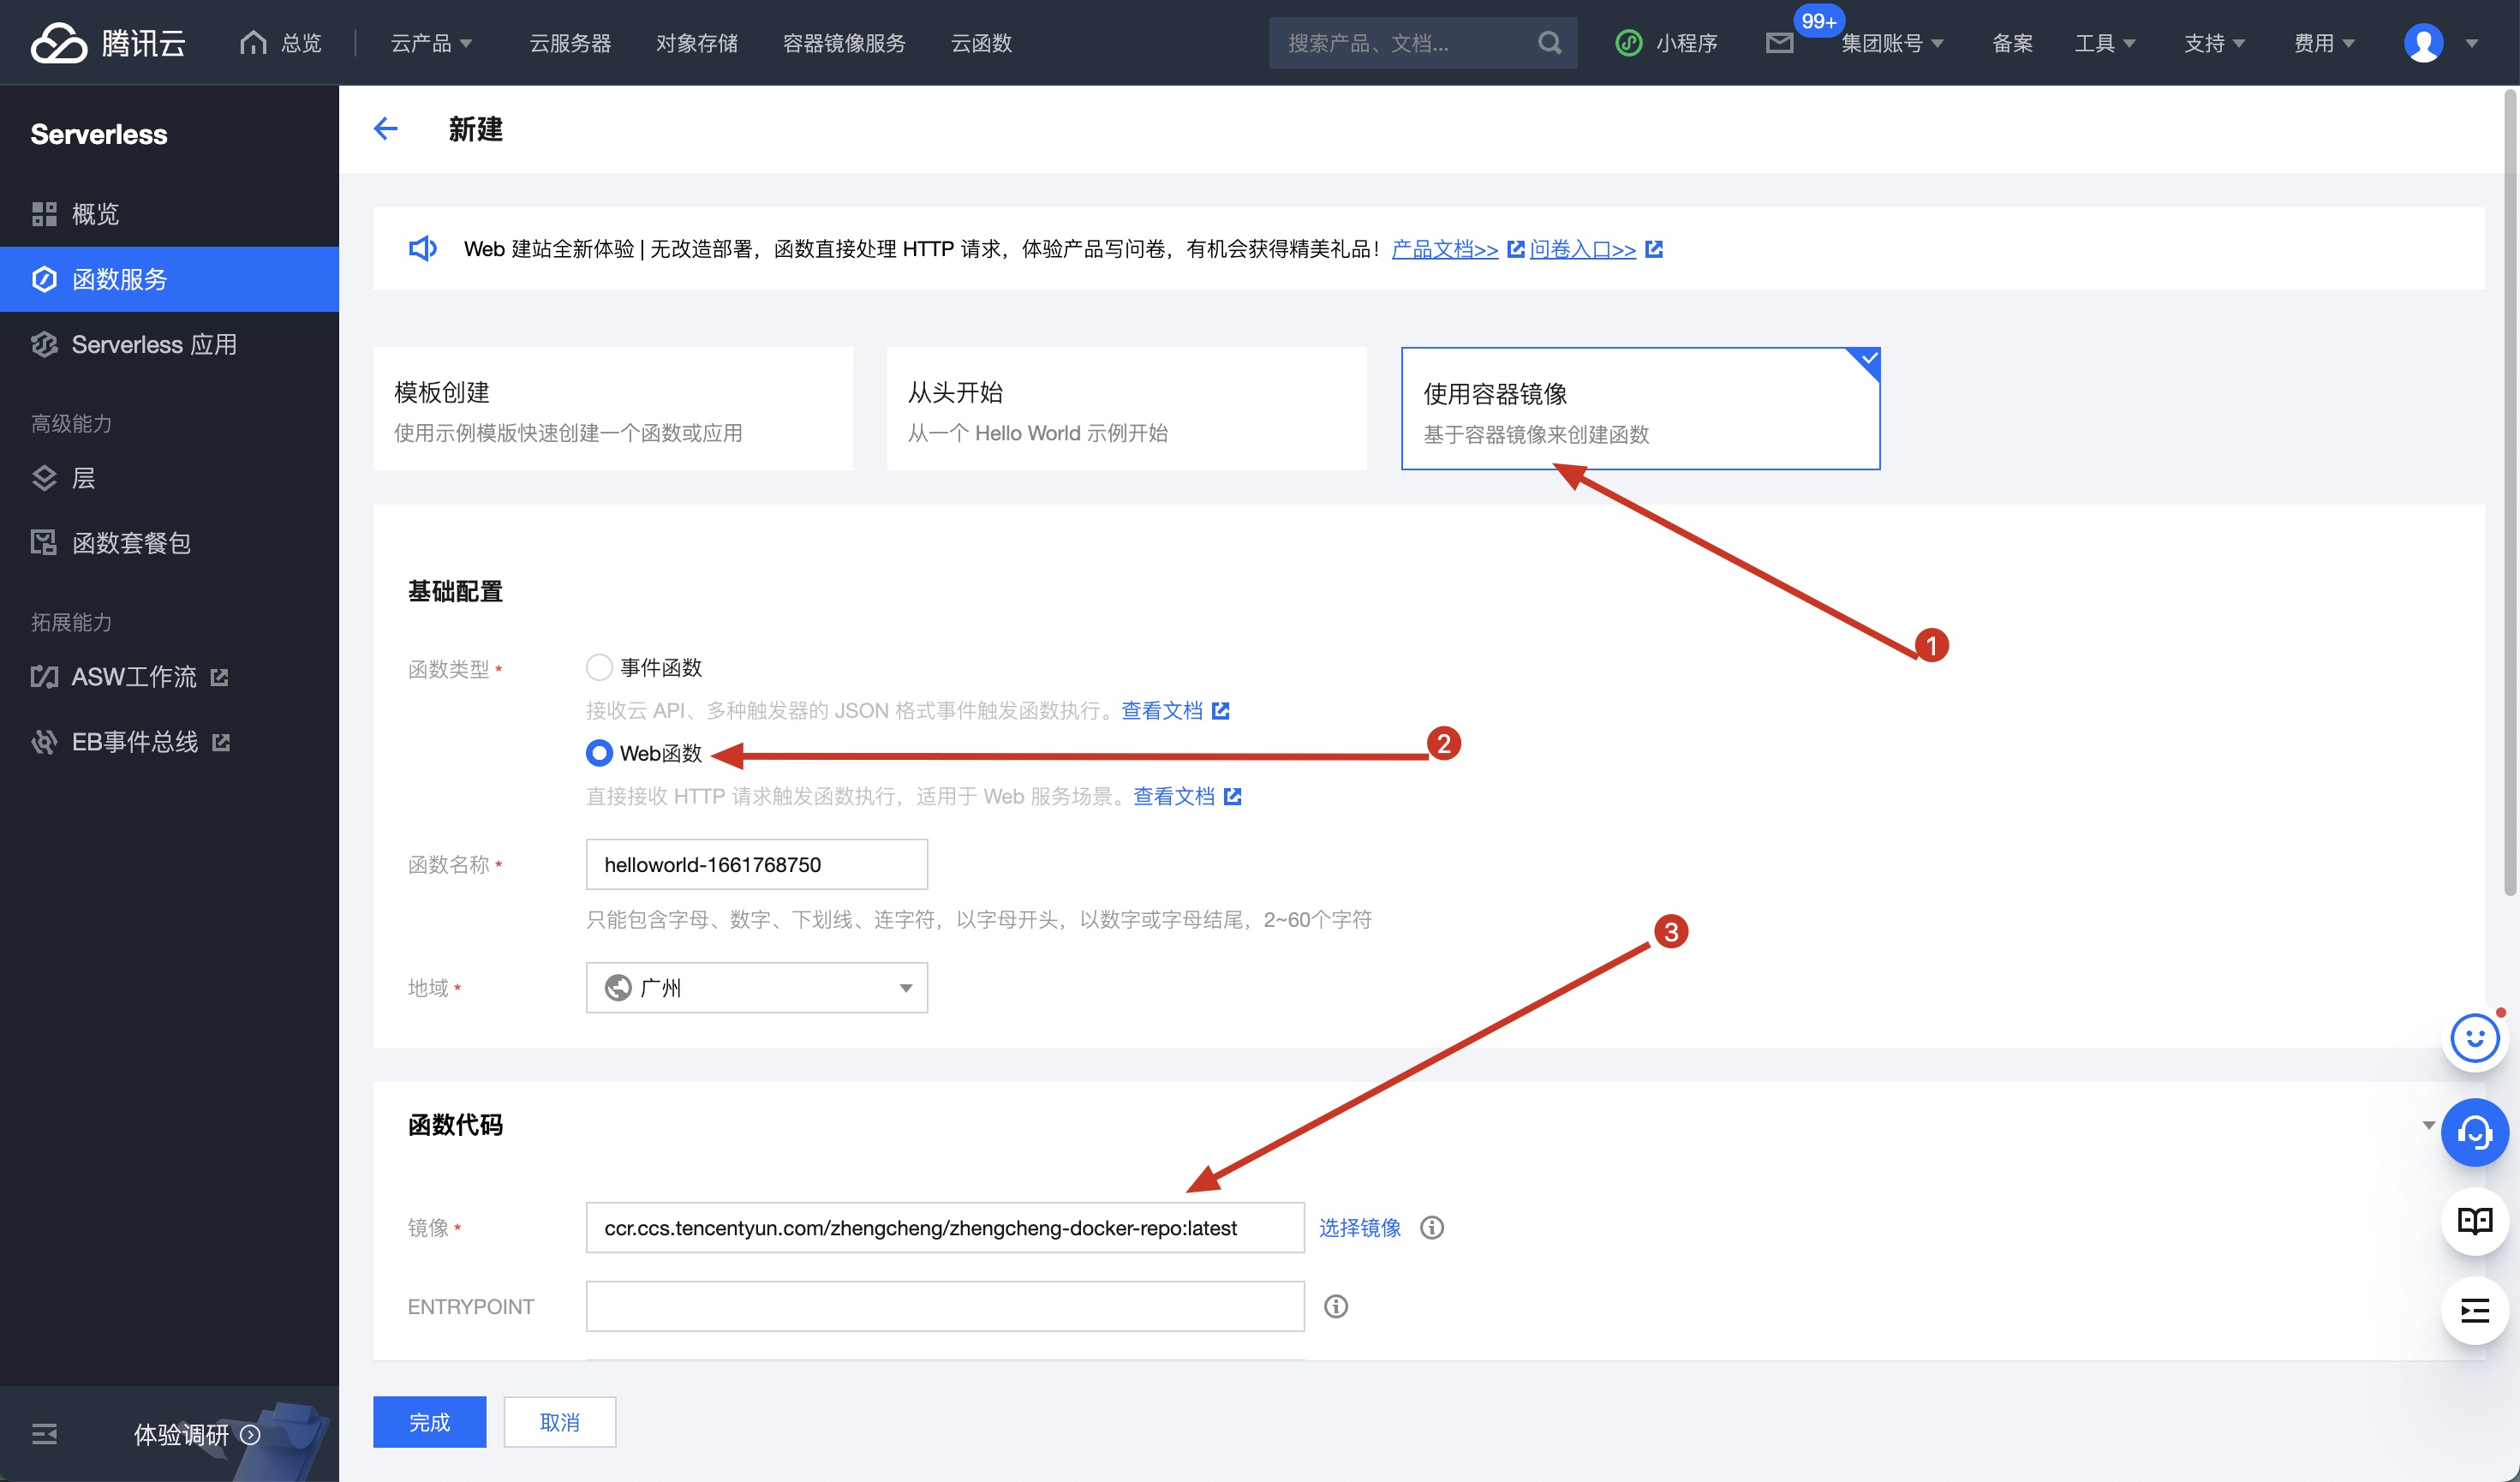 腾讯云 总览 云产品 云服务器 对象存储 容器镜像服务 云函数 搜索产品、文档... 小程序 99+ 集团账号 备案 工具 支持 费用
Serverless
概览
函数服务
Serverless 应用
高级能力
层
函数套餐包
拓展能力
ASW工作流
EB事件总线
体验调研
新建
Web 建站全新体验 | 无改造部署，函数直接处理 HTTP 请求，体验产品写问卷，有机会获得精美礼品！ 产品文档>> 问卷入口>>
模板创建
使用示例模版快速创建一个函数或应用
从头开始
从一个 Hello World 示例开始
使用容器镜像
基于容器镜像来创建函数
1
基础配置
函数类型 * 事件函数
接收云 API、多种触发器的 JSON 格式事件触发函数执行。查看文档
Web函数 2
直接接收 HTTP 请求触发函数执行，适用于 Web 服务场景。查看文档
函数名称 * helloworld-1661768750
只能包含字母、数字、下划线、连字符，以字母开头，以数字或字母结尾，2~60个字符
3
地域 * 广州
函数代码
镜像 * ccr.ccs.tencentyun.com/zhengcheng/zhengcheng-docker-repo:latest 选择镜像
ENTRYPOINT
完成 取消